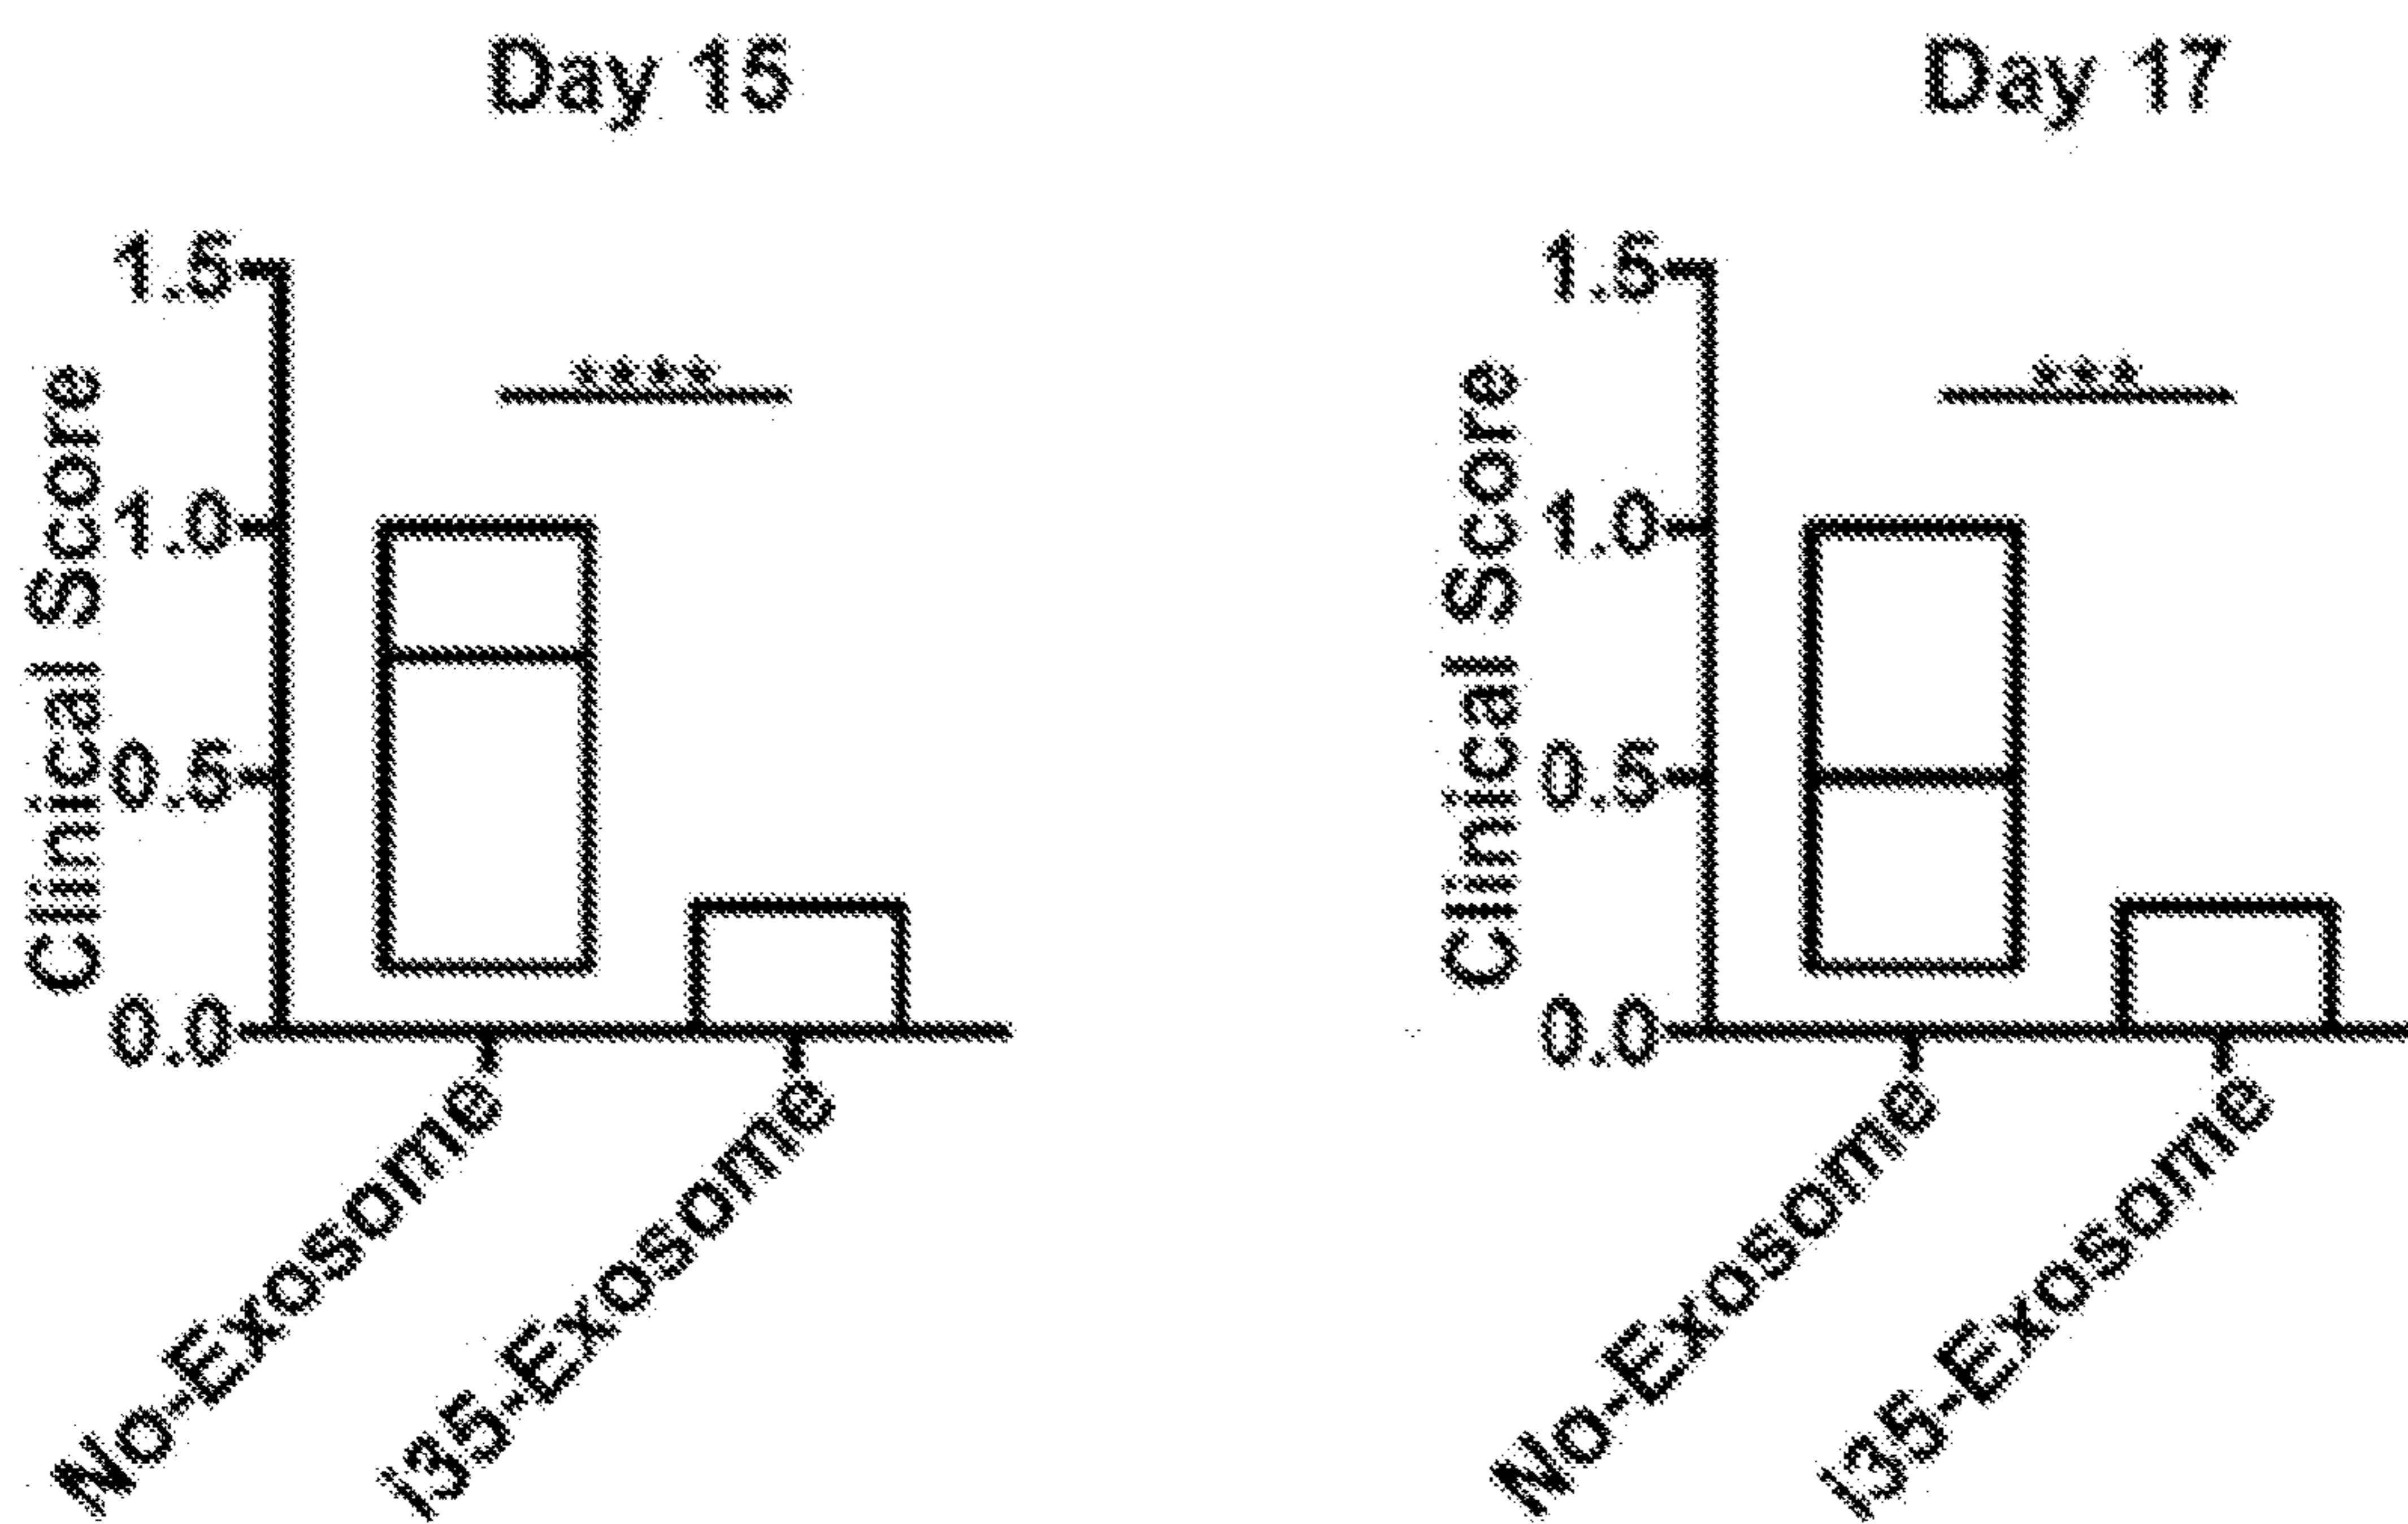 Day 15
Clinical Score
1.5
1.0
0.5
0.0
****
No-Exosome
i35-Exosome
Day 17
Clinical Score
1.5
1.0
0.5
0.0
***
No-Exosome
i35-Exosome